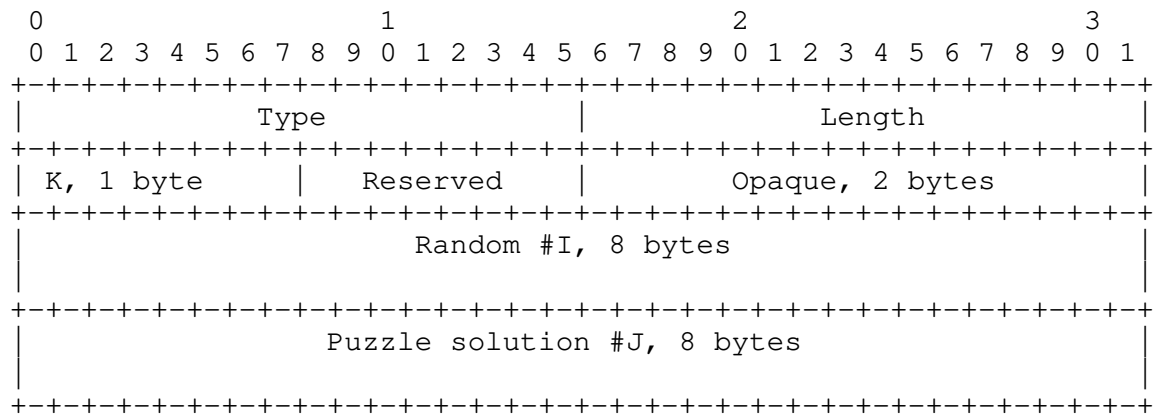 0                   1                   2                   3
0 1 2 3 4 5 6 7 8 9 0 1 2 3 4 5 6 7 8 9 0 1 2 3 4 5 6 7 8 9 0 1
+-+-+-+-+-+-+-+-+-+-+-+-+-+-+-+-+-+-+-+-+-+-+-+-+-+-+-+-+-+-+-+-+
|             Type              |             Length            |
+-+-+-+-+-+-+-+-+-+-+-+-+-+-+-+-+-+-+-+-+-+-+-+-+-+-+-+-+-+-+-+-+
| K, 1 byte     |   Reserved    |        Opaque, 2 bytes        |
+-+-+-+-+-+-+-+-+-+-+-+-+-+-+-+-+-+-+-+-+-+-+-+-+-+-+-+-+-+-+-+-+
|                      Random #I, 8 bytes                       |
|                                                               |
+-+-+-+-+-+-+-+-+-+-+-+-+-+-+-+-+-+-+-+-+-+-+-+-+-+-+-+-+-+-+-+-+
|                 Puzzle solution #J, 8 bytes                   |
|                                                               |
+-+-+-+-+-+-+-+-+-+-+-+-+-+-+-+-+-+-+-+-+-+-+-+-+-+-+-+-+-+-+-+-+